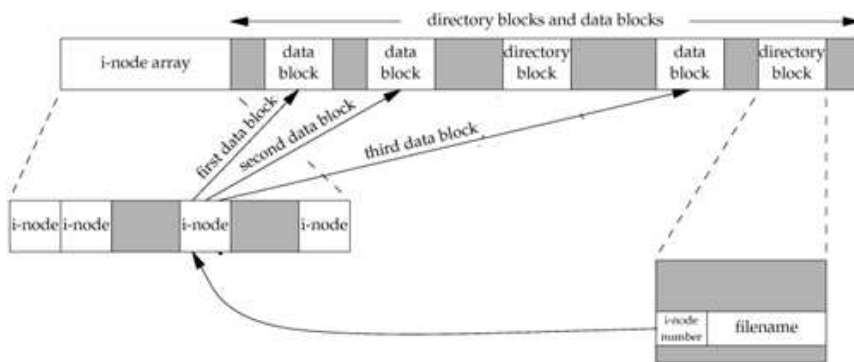 directory blocks and data blocks
i-node array
data
block
data
block
directory
block
data
block
directory
block
first data block
second data block
third data block
i-node
i-node
i-node
i-node
i-node
number
filename